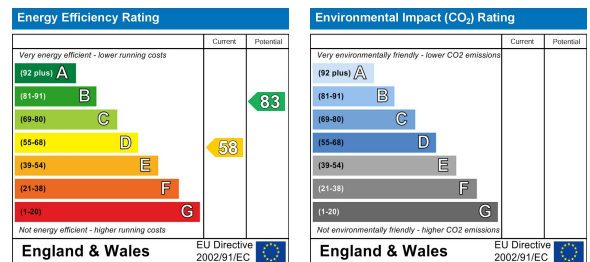 Energy Efficiency Rating
Current Potential
Very energy efficient - lower running costs
(92 plus) A
(81-91) B
83
(69-80) C
(55-68) D
58
(39-54) E
(21-38) F
(1-20) G
Not energy efficient - higher running costs
England & Wales
EU Directive
2002/91/EC
Environmental Impact (CO2) Rating
Current Potential
Very environmentally friendly - lower CO2 emissions
(92 plus) A
(81-91) B
(69-80) C
(55-68) D
(39-54) E
(21-38) F
(1-20) G
Not environmentally friendly - higher CO2 emissions
England & Wales
EU Directive
2002/91/EC